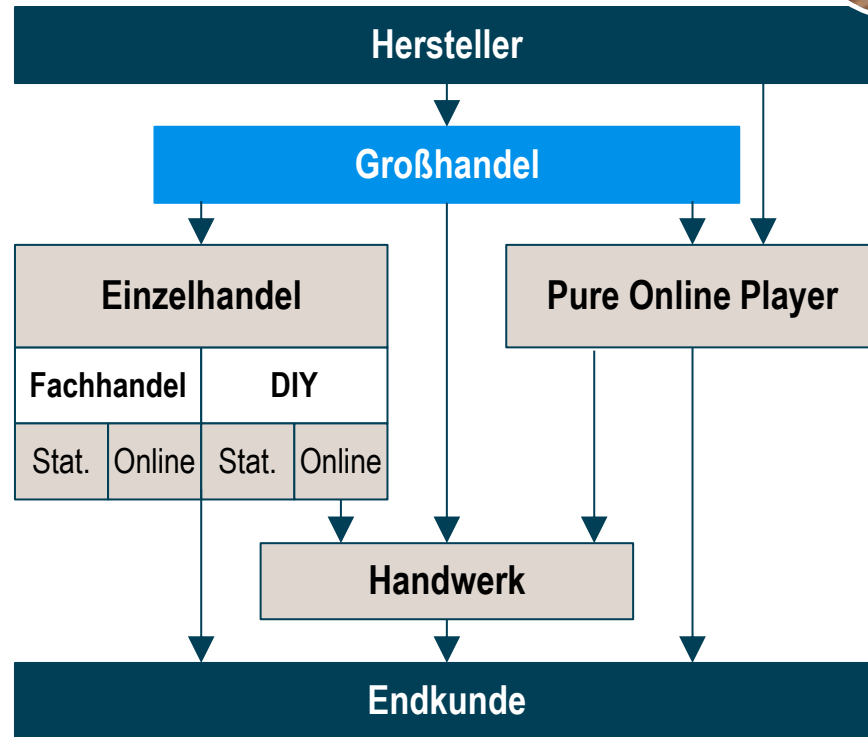 Hersteller
Großhandel
Einzelhandel
Pure Online Player
Fachhandel DIY
Stat. Online Stat. Online
Handwerk
Endkunde